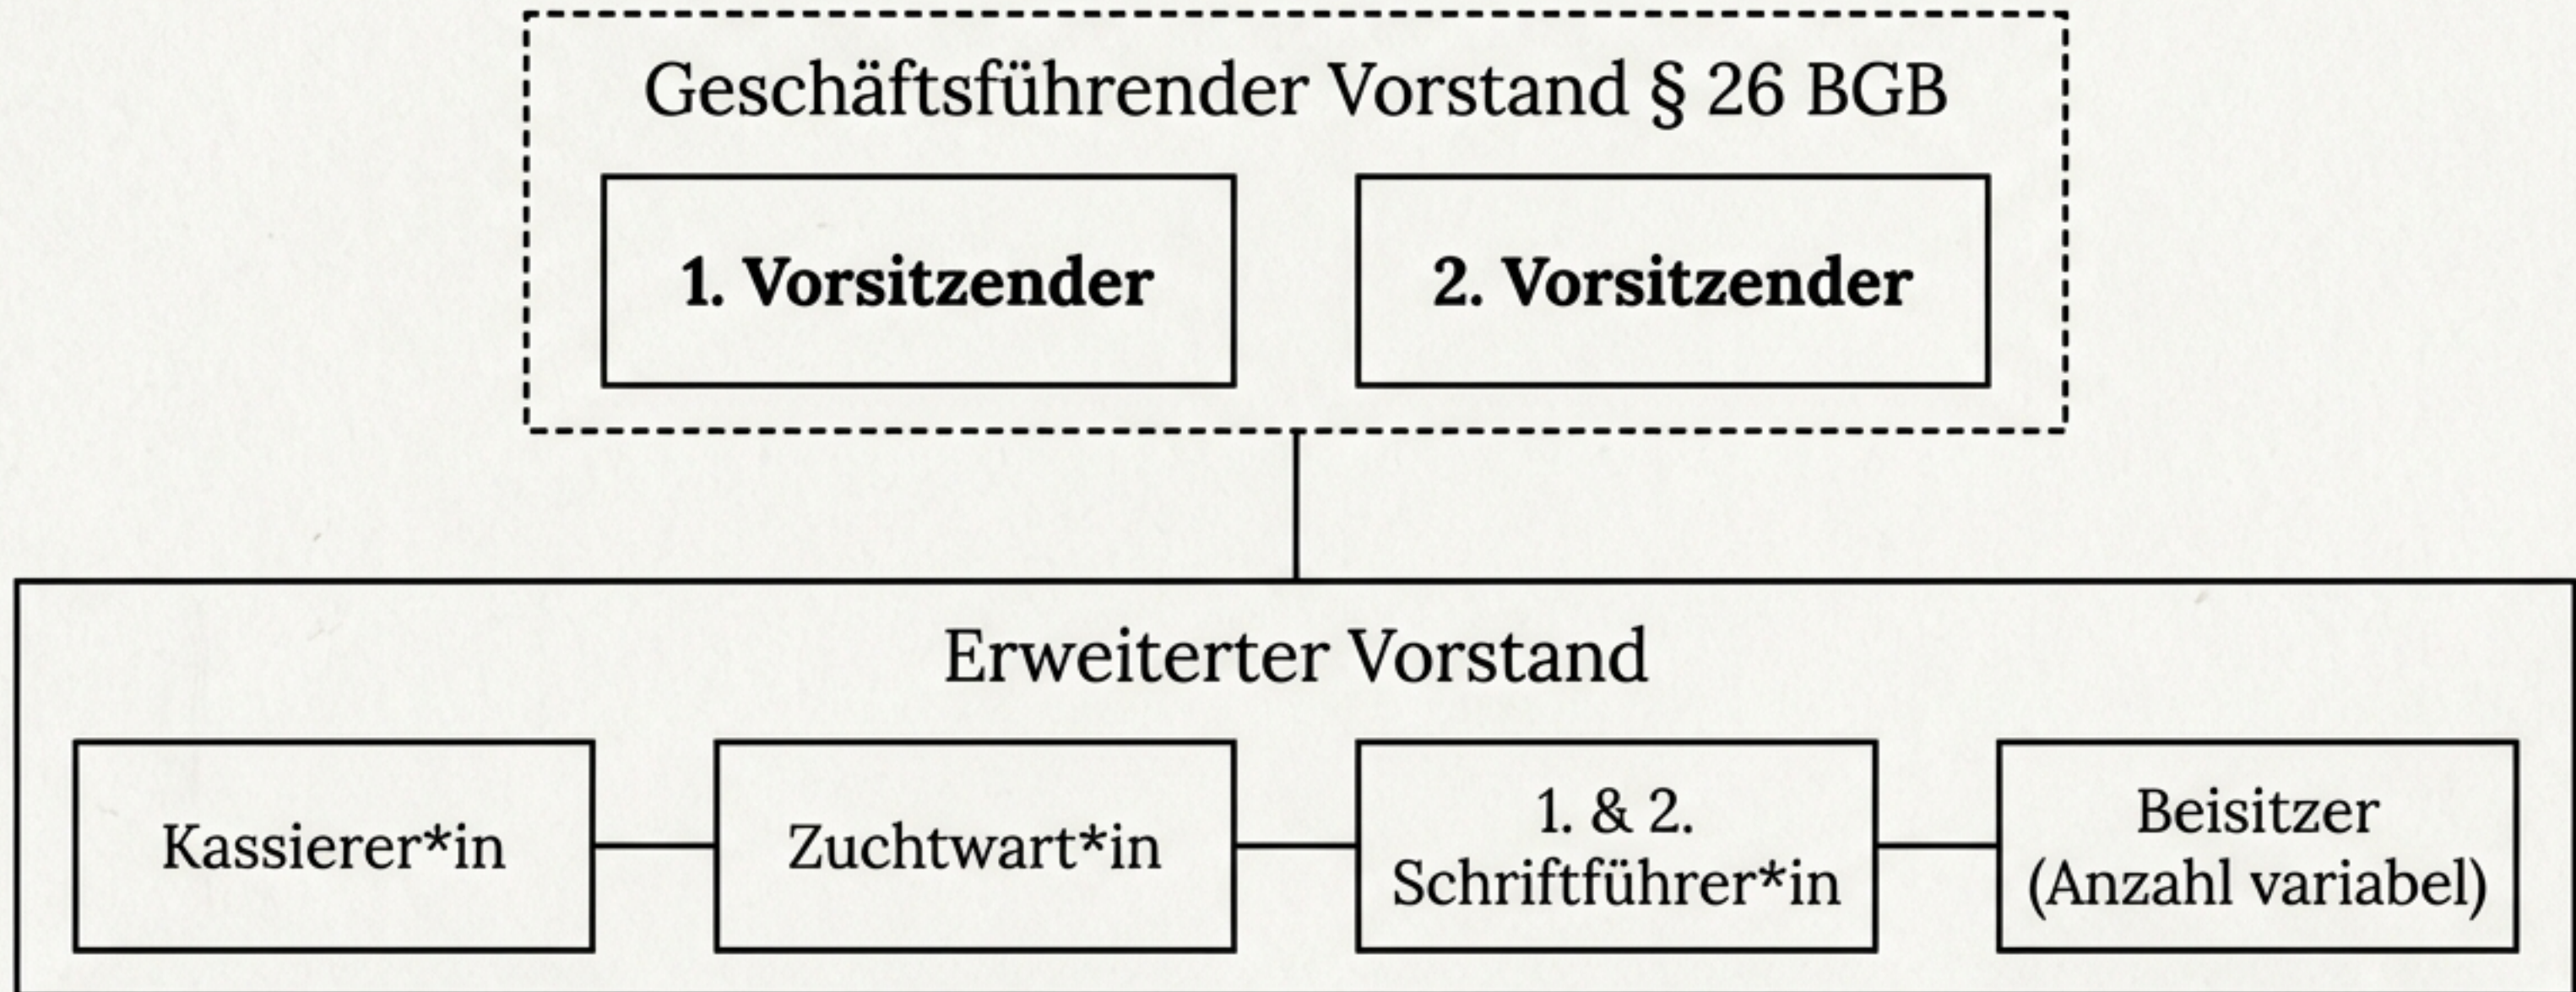 Geschäftsführender Vorstand § 26 BGB
1. Vorsitzender
2. Vorsitzender
Erweiterter Vorstand
Kassierer*in
Zuchtwart*in
1. & 2.
Schriftführer*in
Beisitzer
(Anzahl variabel)